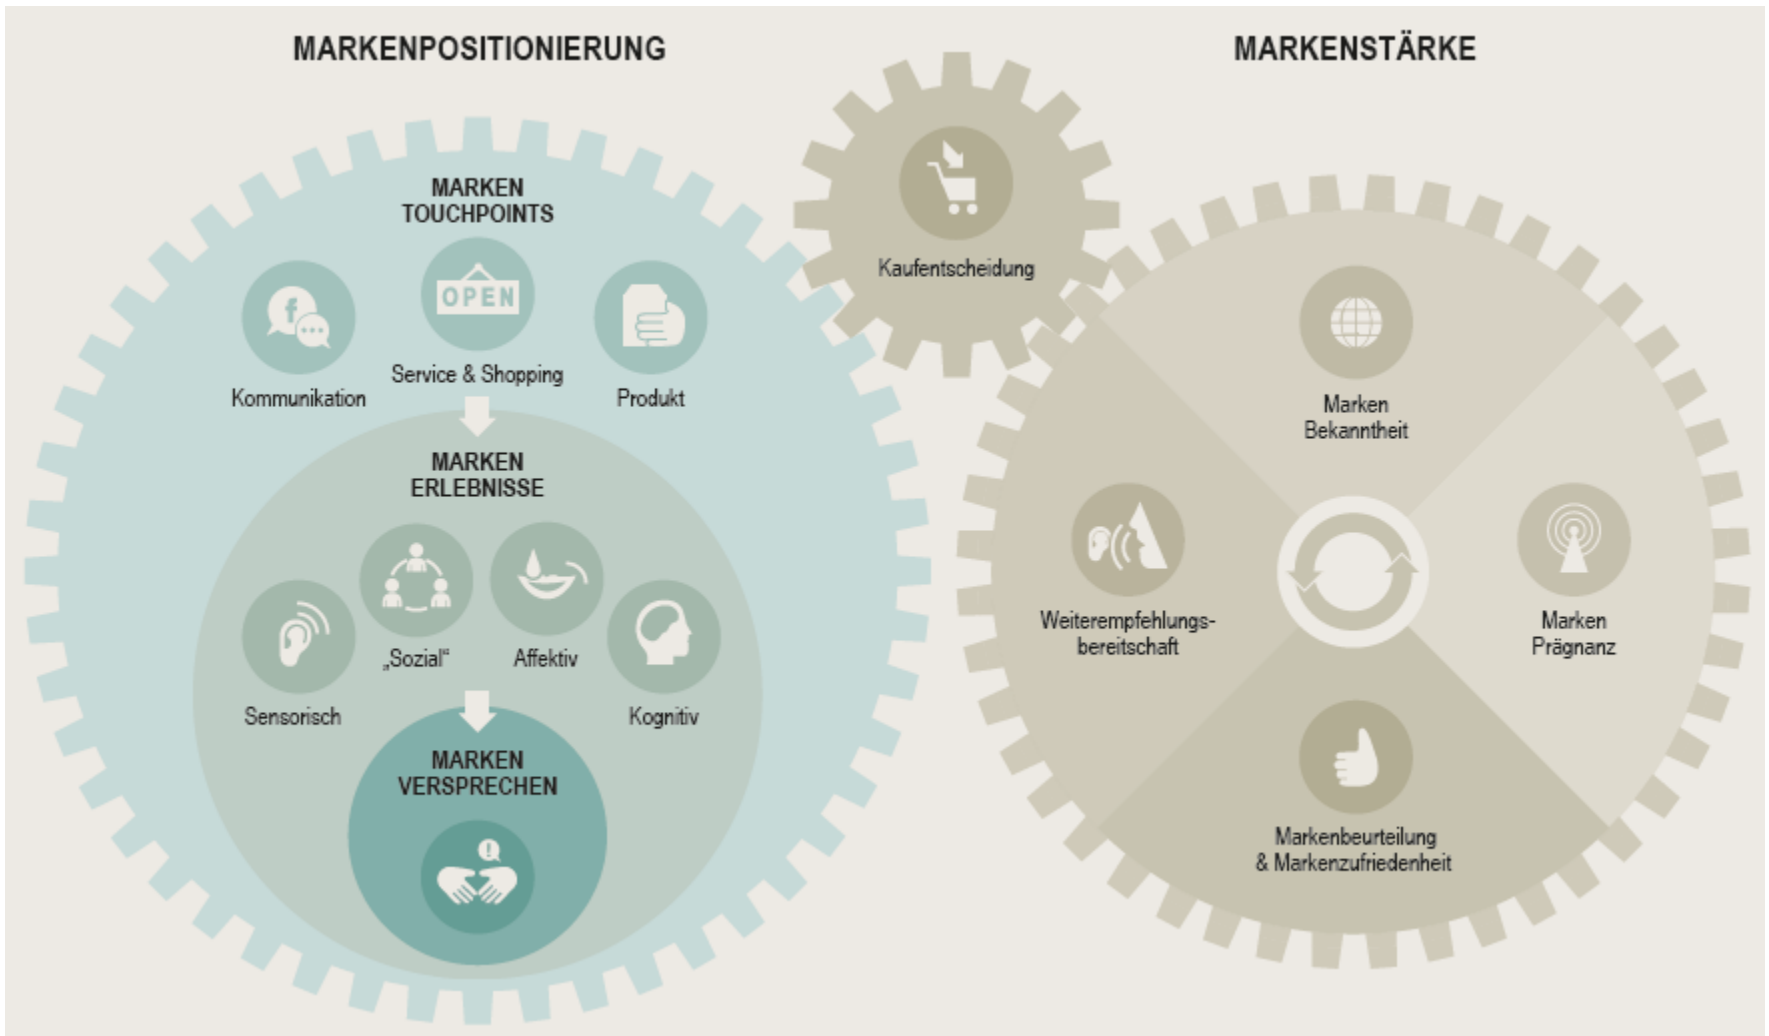 MARKENPOSITIONIERUNG
MARKENSTÄRKE
MARKEN
TOUCHPOINTS
f
OPEN
Kommunikation
Service & Shopping
Produkt
Kaufentscheidung
MARKEN
ERLEBNISSE
Sensorisch
„Sozial“
Affektiv
Kognitiv
MARKEN
VERSPRECHEN
!
Marken
Bekanntheit
Weiterempfehlungs-
bereitschaft
Marken
Prägnanz
Markenbeurteilung
& Markenzufriedenheit